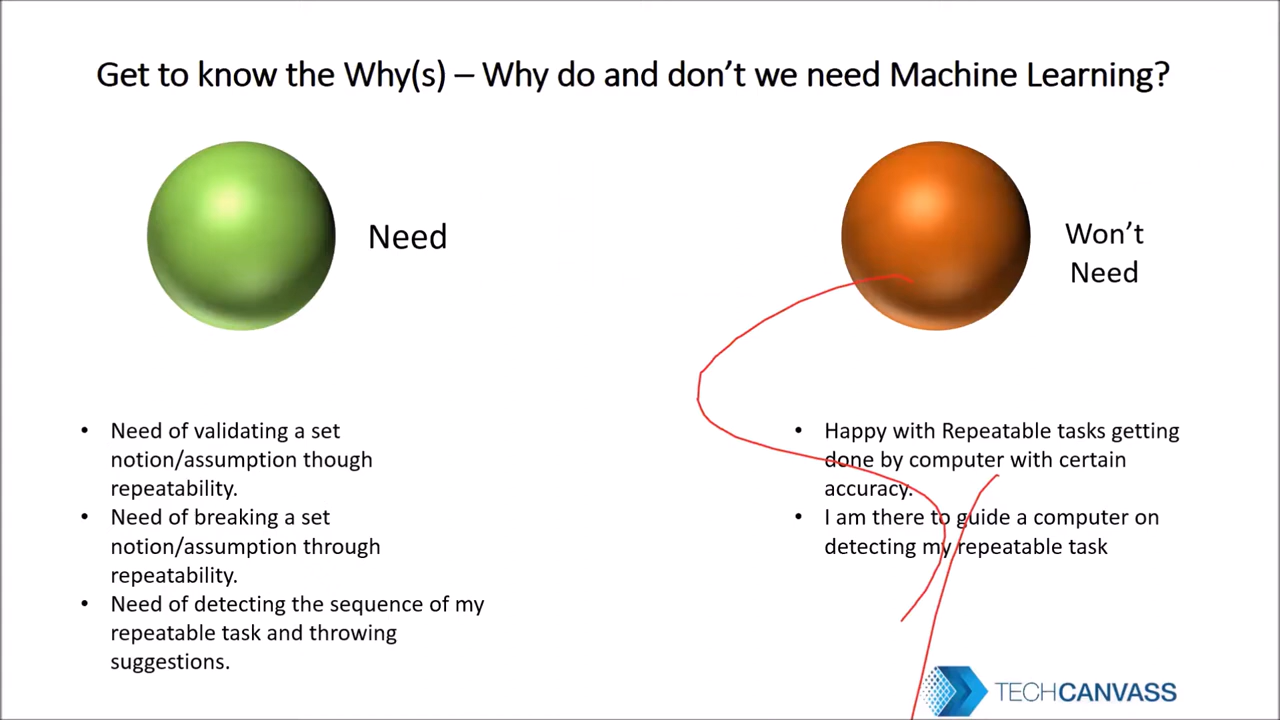 Get to know the Why(s) – Why do and don’t we need Machine Learning?
Need
Won’t
Need
• Need of validating a set
notion/assumption though
repeatability.
• Need of breaking a set
notion/assumption through
repeatability.
• Need of detecting the sequence of my
repeatable task and throwing
suggestions.
• Happy with Repeatable tasks getting
done by computer with certain
accuracy.
• I am there to guide a computer on
detecting my repeatable task
TECHCANVASS